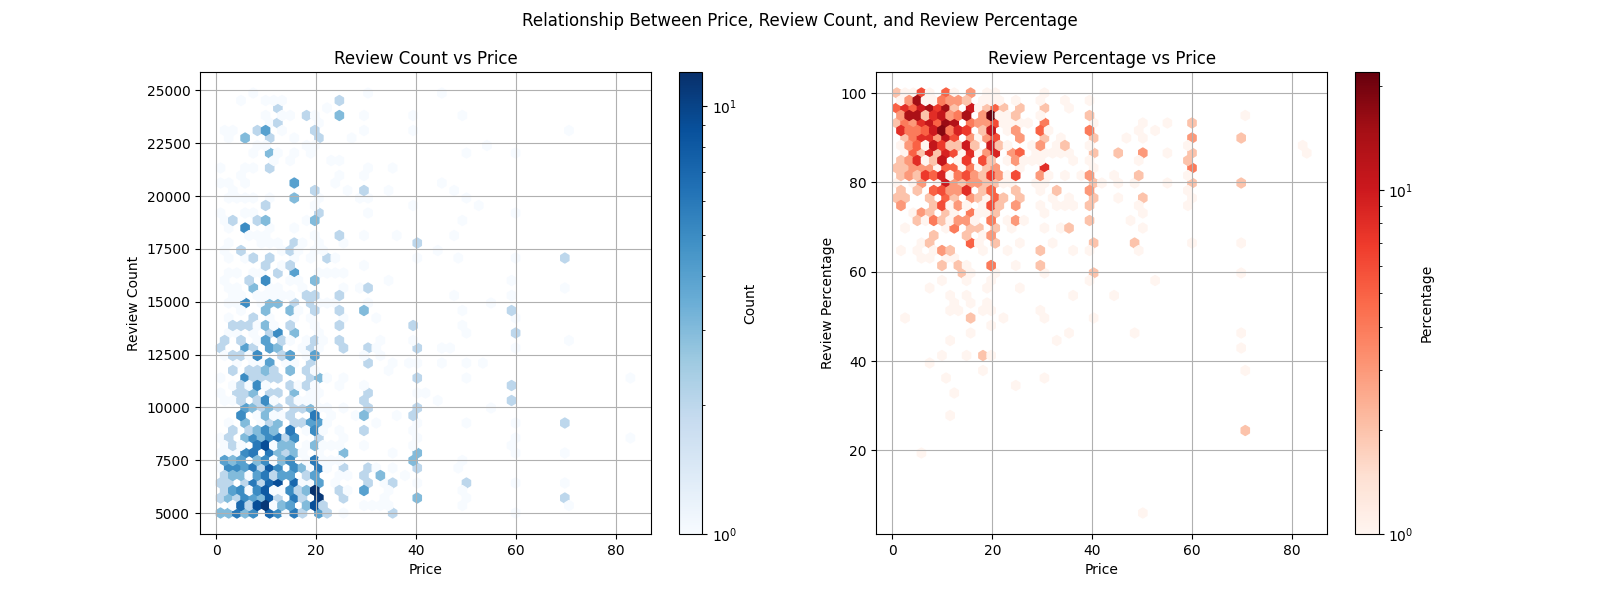 Relationship Between Price, Review Count, and Review Percentage
Review Count vs Price
25000
22500
20000
17500
15000
12500
10000
7500
5000
Review Count
0 20 40 60 80
Price
10¹
10⁰
Count
Review Percentage vs Price
100
80
60
40
20
Review Percentage
0 20 40 60 80
Price
10¹
10⁰
Percentage